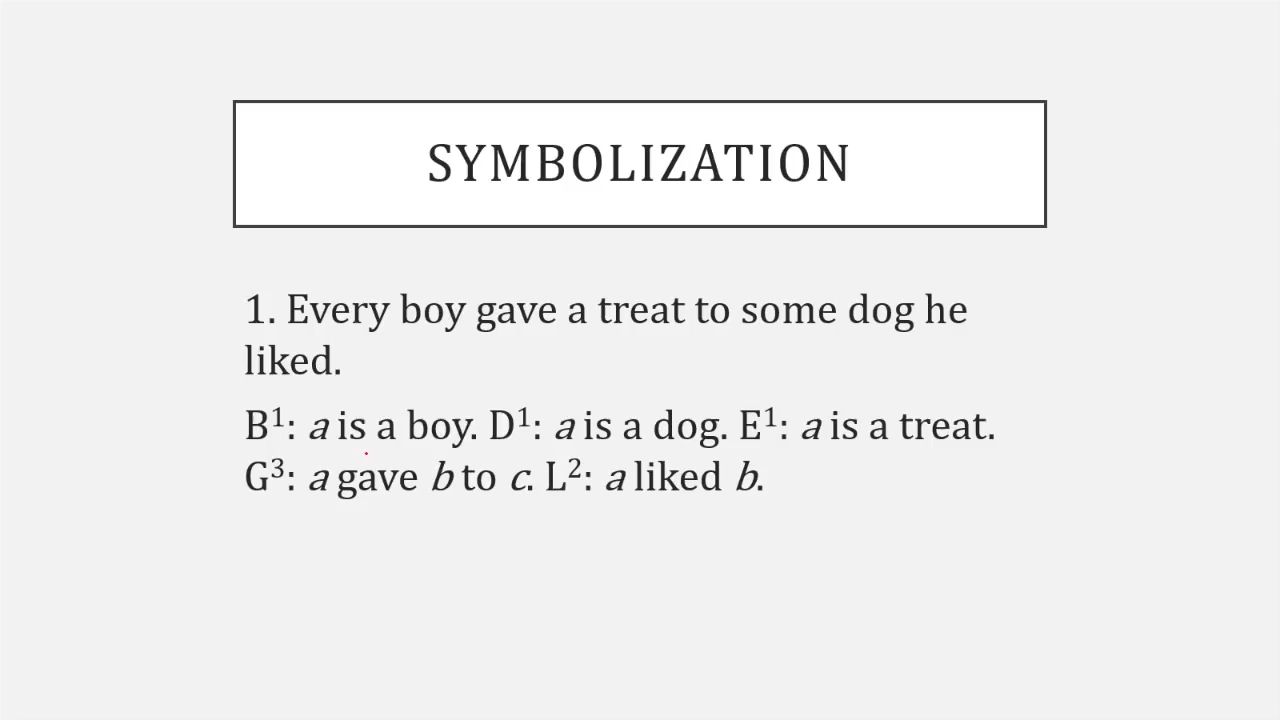 SYMBOLIZATION
1. Every boy gave a treat to some dog he
liked.
B¹: a is a boy. D¹: a is a dog. E¹: a is a treat.
G³: a gave b to c. L²: a liked b.